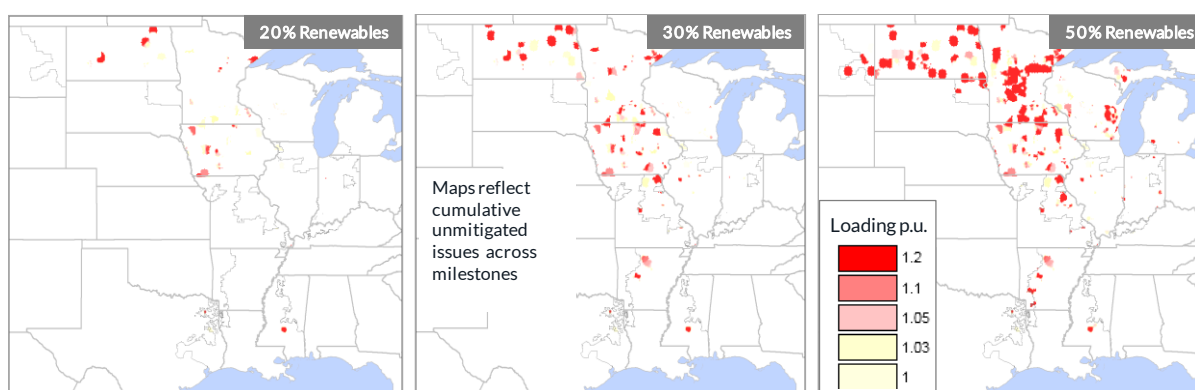 20% Renewables
30% Renewables
50% Renewables
Maps reflect
cumulative
unmitigated
issues across
milestones
Loading p.u.
1.2
1.1
1.05
1.03
1